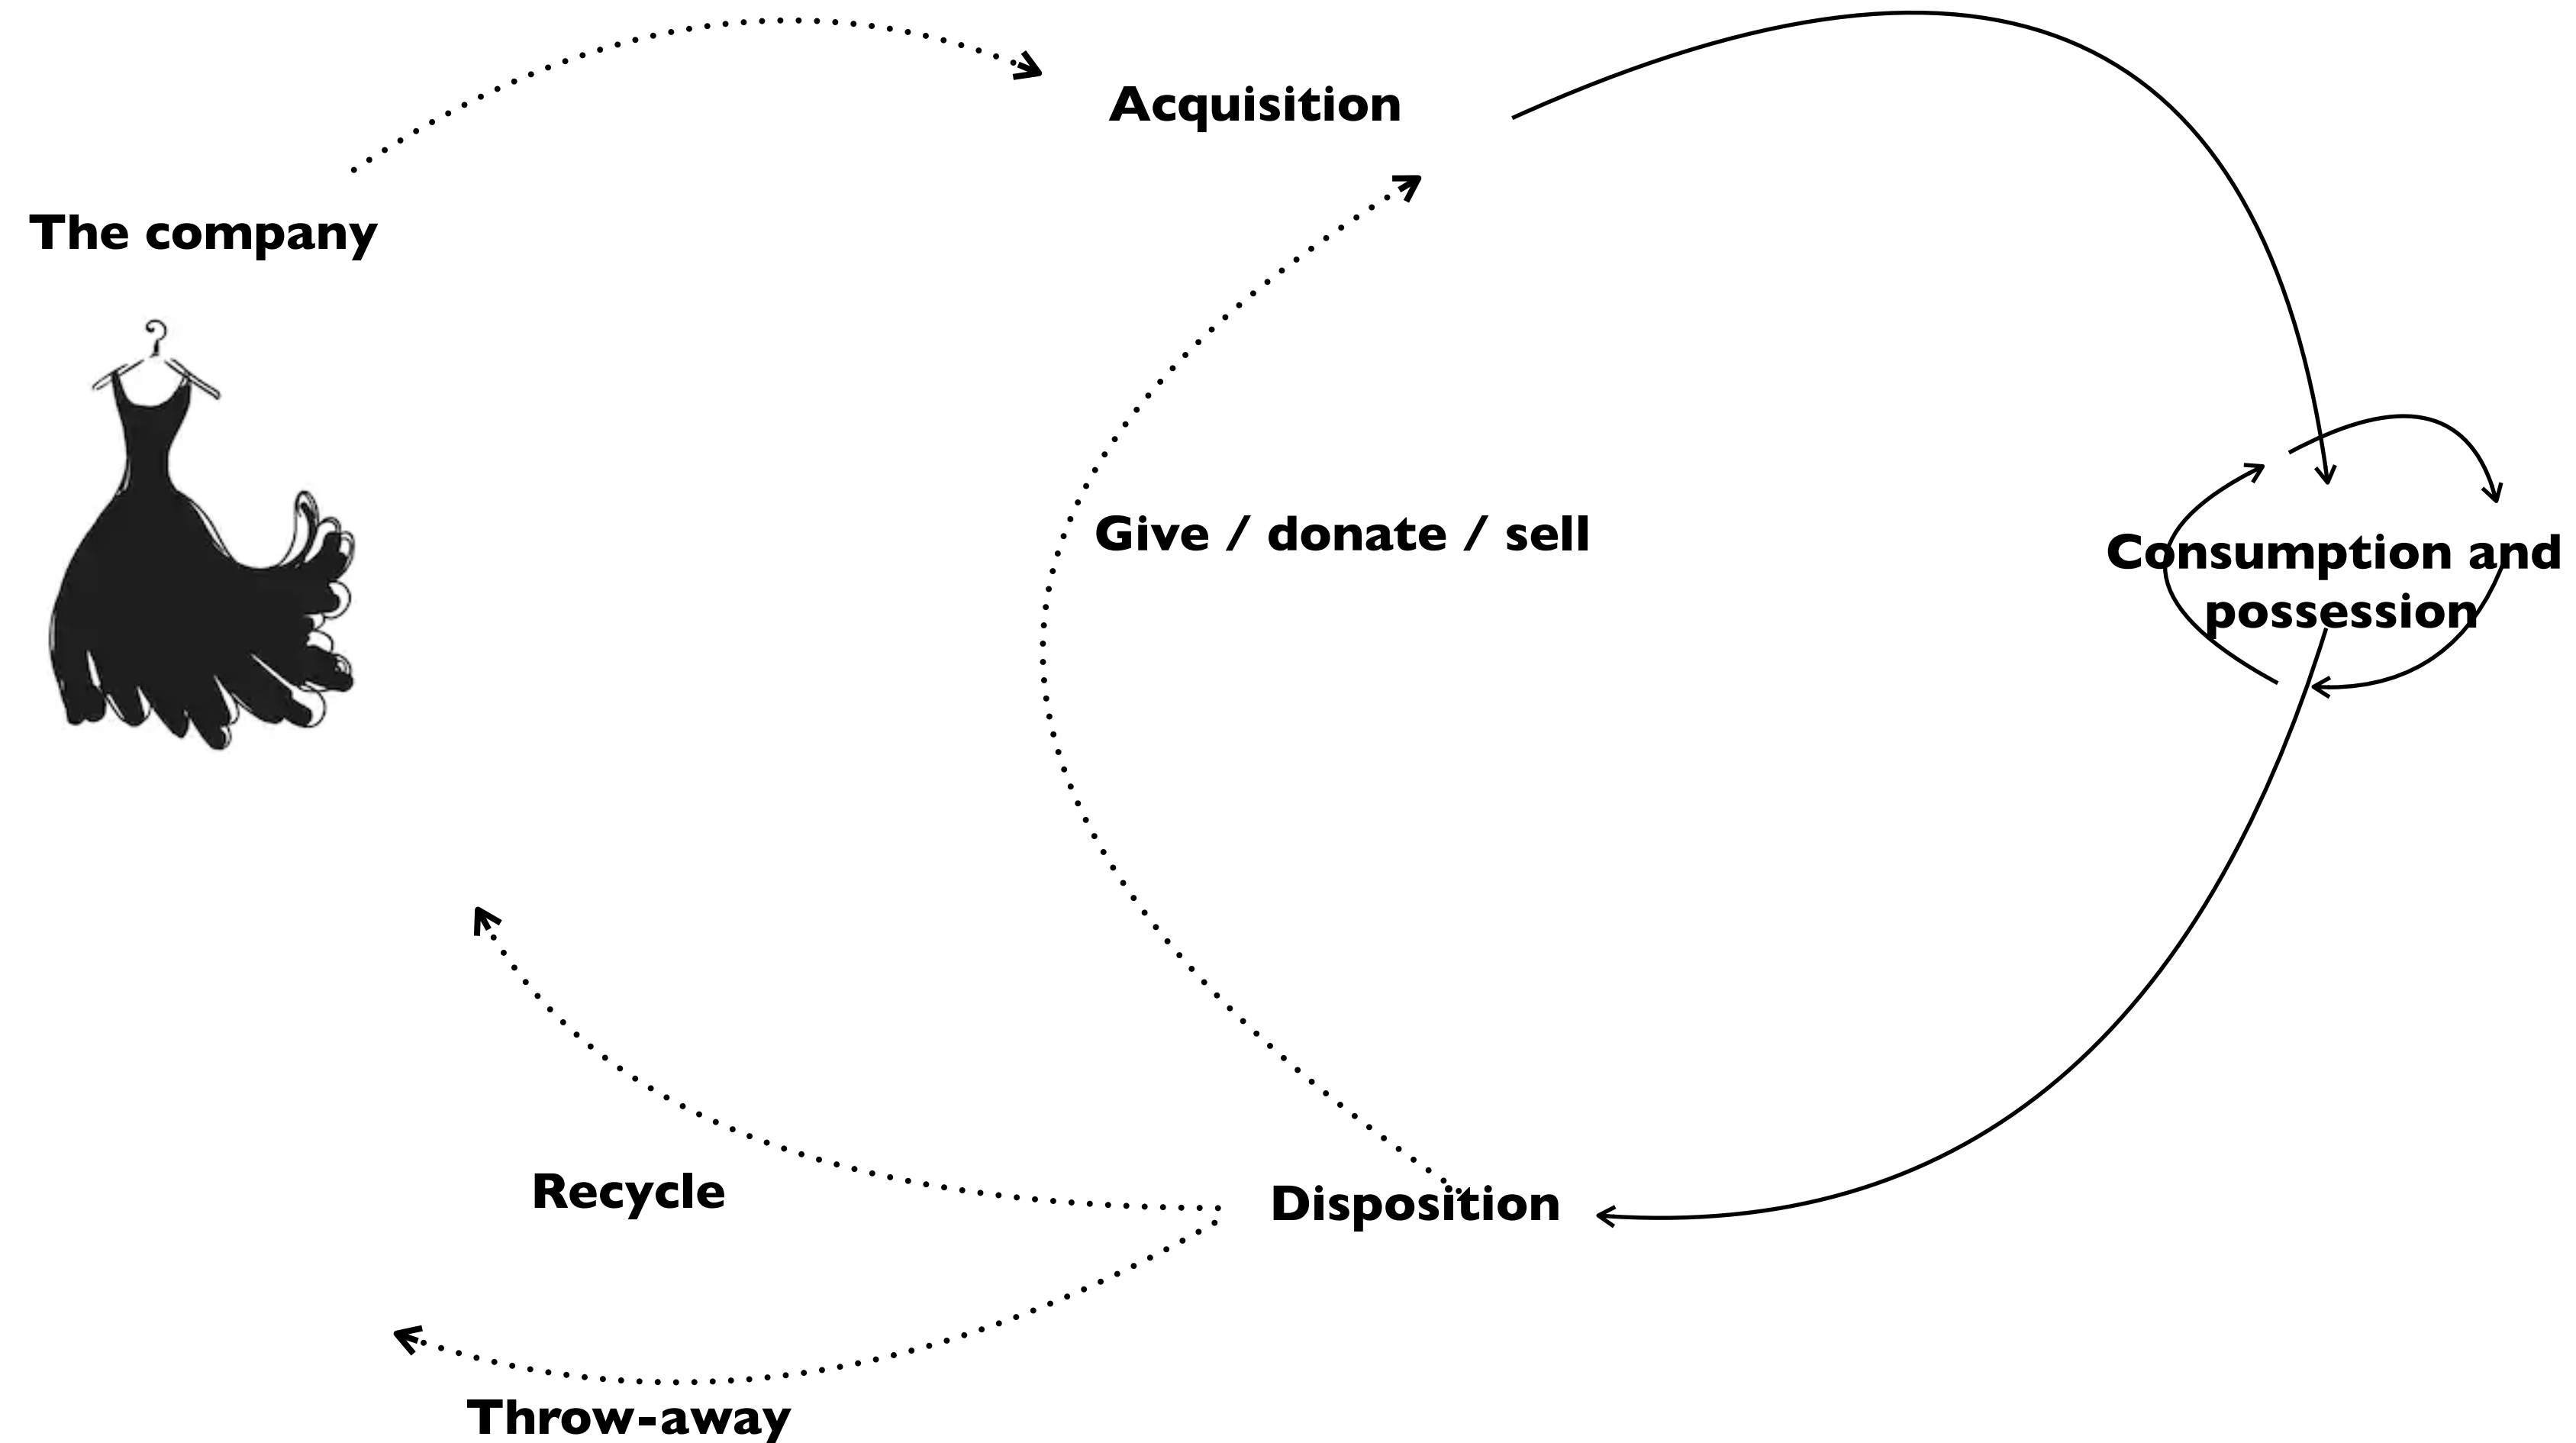 Acquisition
The company
Give / donate / sell
Consumption and
possession
Recycle
Disposition
Throw-away